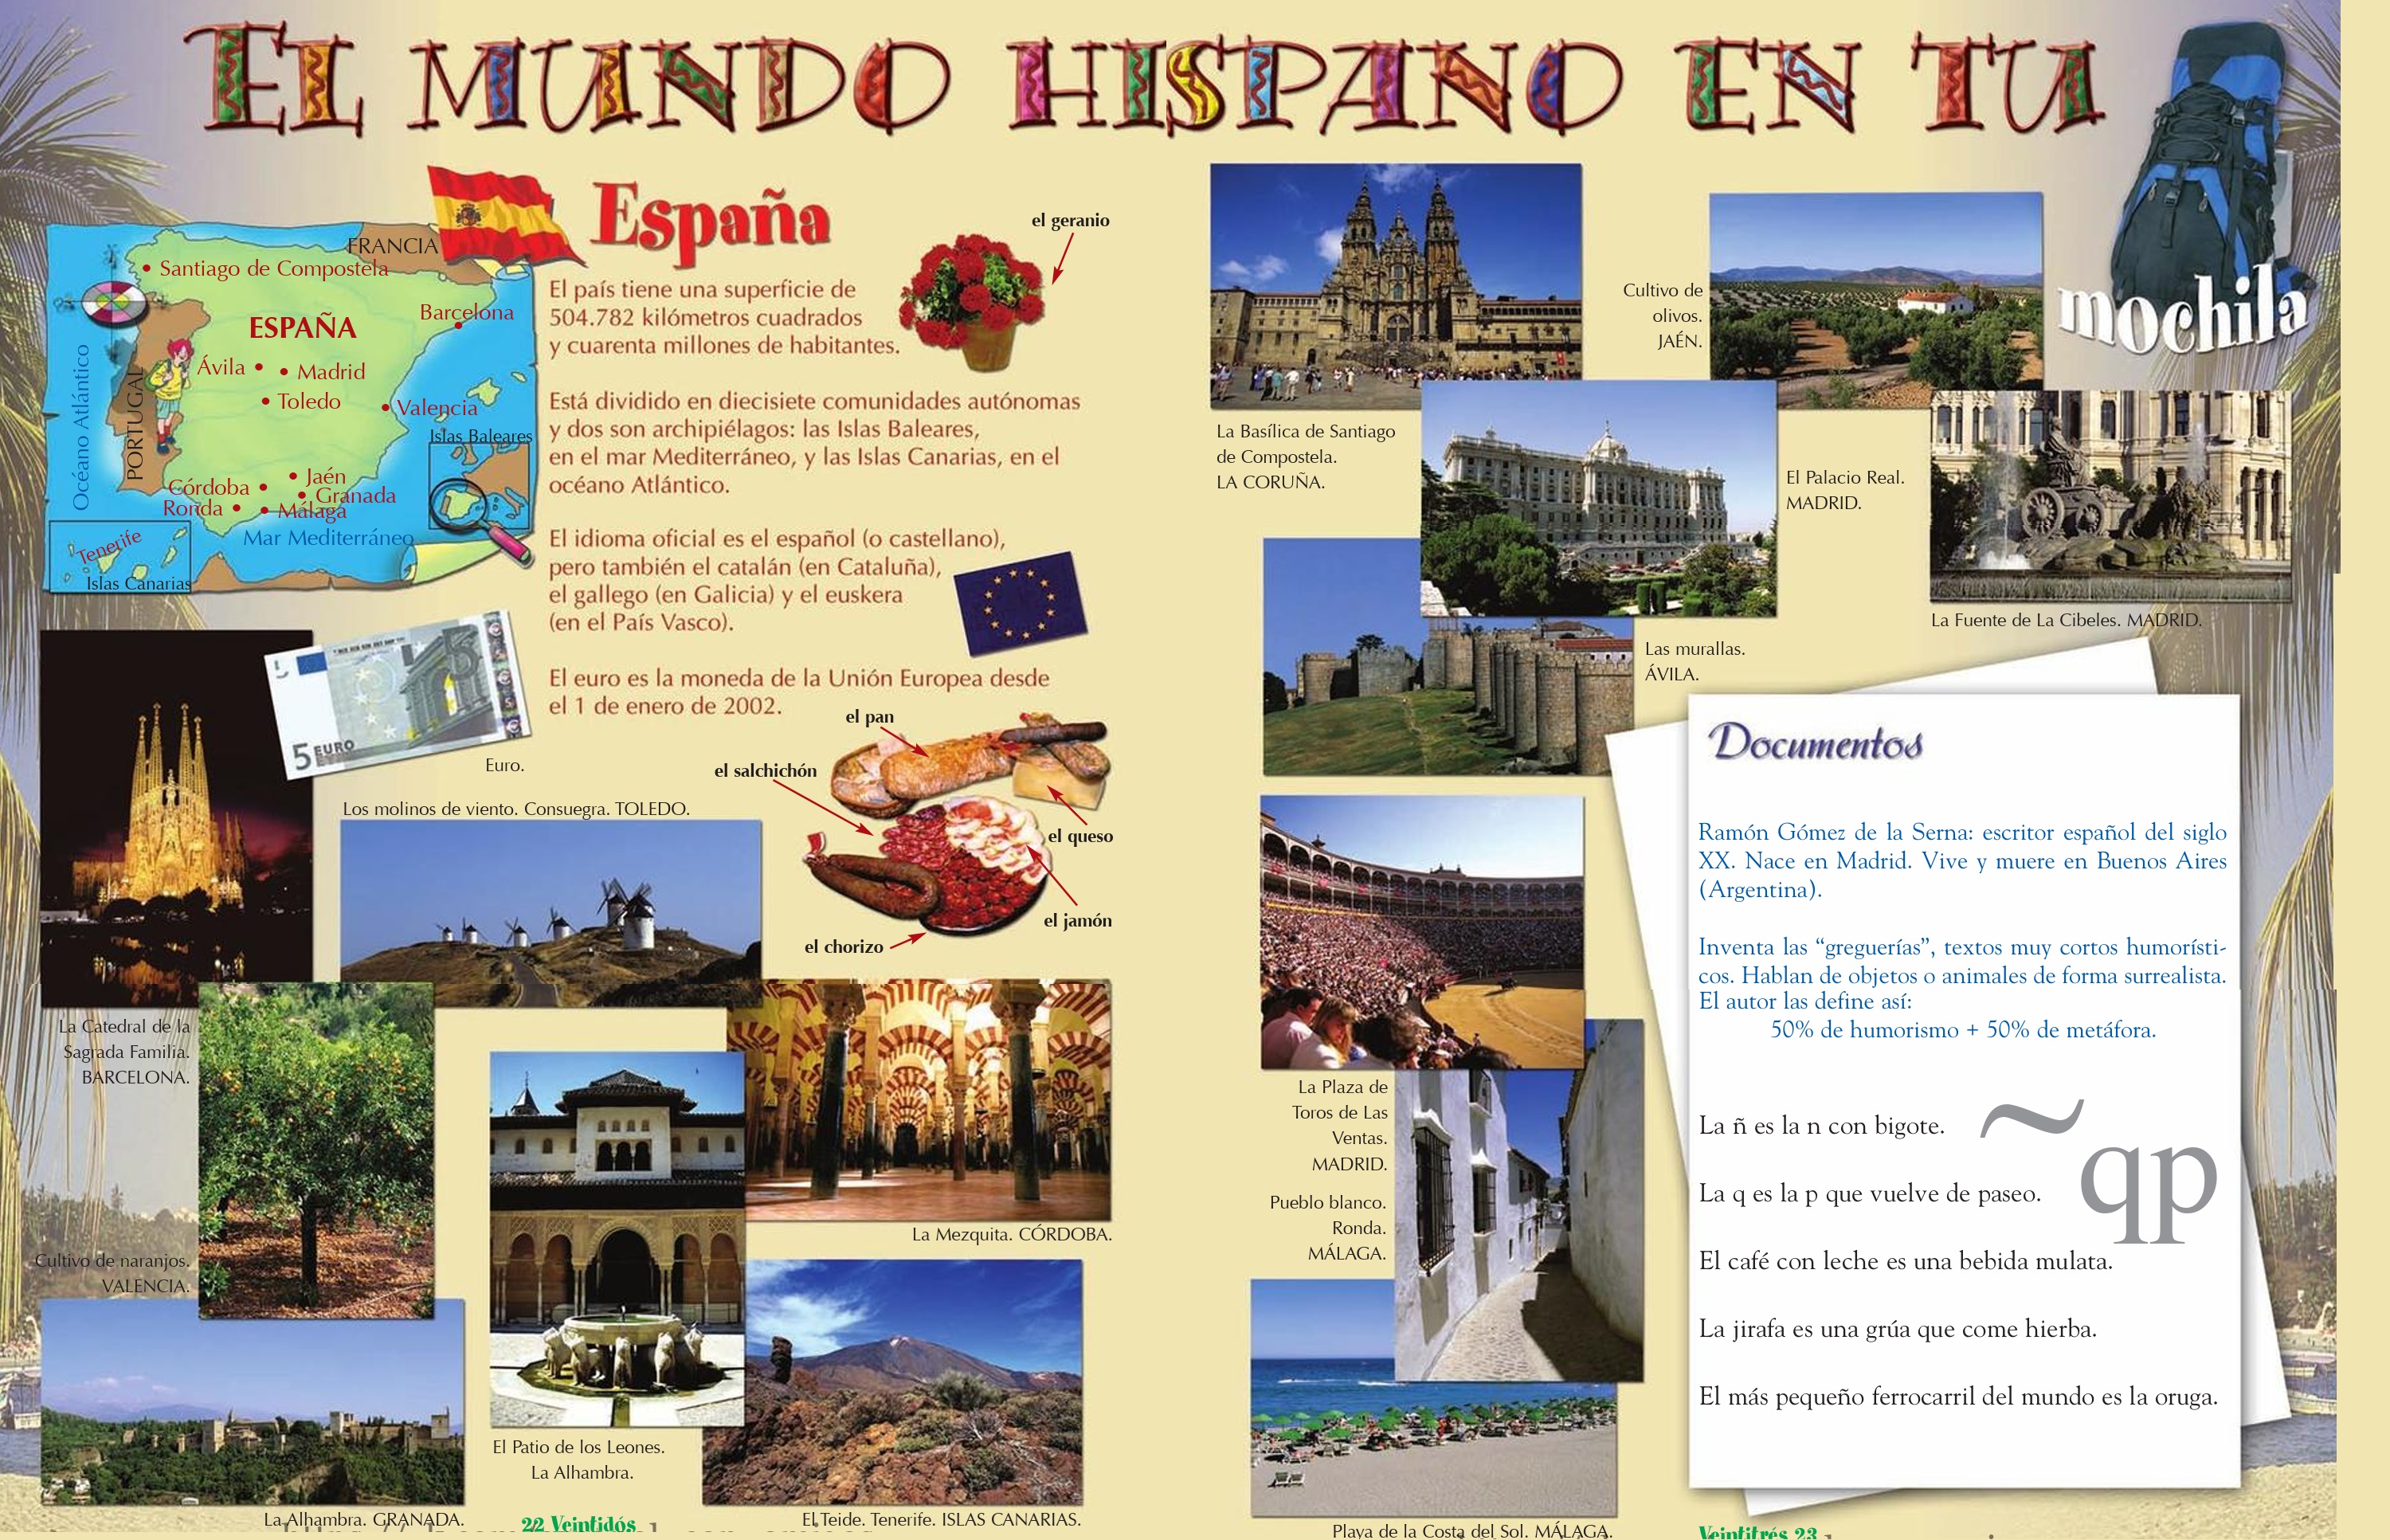 EL MUNDO HISPANO EN TU
mochila
España
FRANCIA
Santiago de Compostela
Barcelona
ESPAÑA
Ávila
Madrid
Toledo
Valencia
Islas Baleares
Océano Atlántico
PORTUGAL
Jaén
Córdoba
Granada
Ronda
Málaga
Mar Mediterráneo
Tenerife
Islas Canarias
el geranio
El país tiene una superficie de
504.782 kilómetros cuadrados
y cuarenta millones de habitantes.
Está dividido en diecisiete comunidades autónomas
y dos son archipiélagos: las Islas Baleares,
en el mar Mediterráneo, y las Islas Canarias, en el
océano Atlántico.
El idioma oficial es el español (o castellano),
pero también el catalán (en Cataluña),
el gallego (en Galicia) y el euskera
(en el País Vasco).
El euro es la moneda de la Unión Europea desde
el 1 de enero de 2002.
5 EURO
Euro.
el pan
el salchichón
el queso
el jamón
el chorizo
Los molinos de viento. Consuegra. TOLEDO.
La Catedral de la
Sagrada Familia.
BARCELONA.
La Mezquita. CÓRDOBA.
Cultivo de naranjos.
VALENCIA.
El Patio de los Leones.
La Alhambra.
La Alhambra. GRANADA.
El Teide. Tenerife. ISLAS CANARIAS.
22 Veintidós
La Basílica de Santiago
de Compostela.
LA CORUÑA.
Cultivo de
olivos.
JAÉN.
El Palacio Real.
MADRID.
La Fuente de La Cibeles. MADRID.
Las murallas.
ÁVILA.
La Plaza de
Toros de Las
Ventas.
MADRID.
Pueblo blanco.
Ronda.
MÁLAGA.
Playa de la Costa del Sol. MÁLAGA.
Documentos
Ramón Gómez de la Serna: escritor español del siglo
XX. Nace en Madrid. Vive y muere en Buenos Aires
(Argentina).
Inventa las “greguerías”, textos muy cortos humorísti-
cos. Hablan de objetos o animales de forma surrealista.
El autor las define así:
50% de humorismo + 50% de metáfora.
La ñ es la n con bigote.
~
La q es la p que vuelve de paseo.
qp
El café con leche es una bebida mulata.
La jirafa es una grúa que come hierba.
El más pequeño ferrocarril del mundo es la oruga.
Veintitrés 23